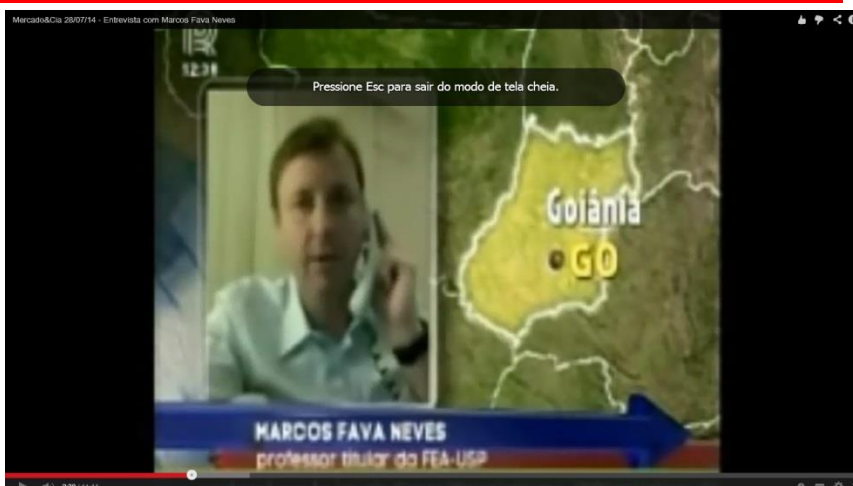 Mercado&Cia 28/07/14 - Entrevista com Marcos Fava Neves
12:38
Pressione Esc para sair do modo de tela cheia.
Goiânia
GO
MARCOS FAVA NEVES
professor titular da FEA-USP